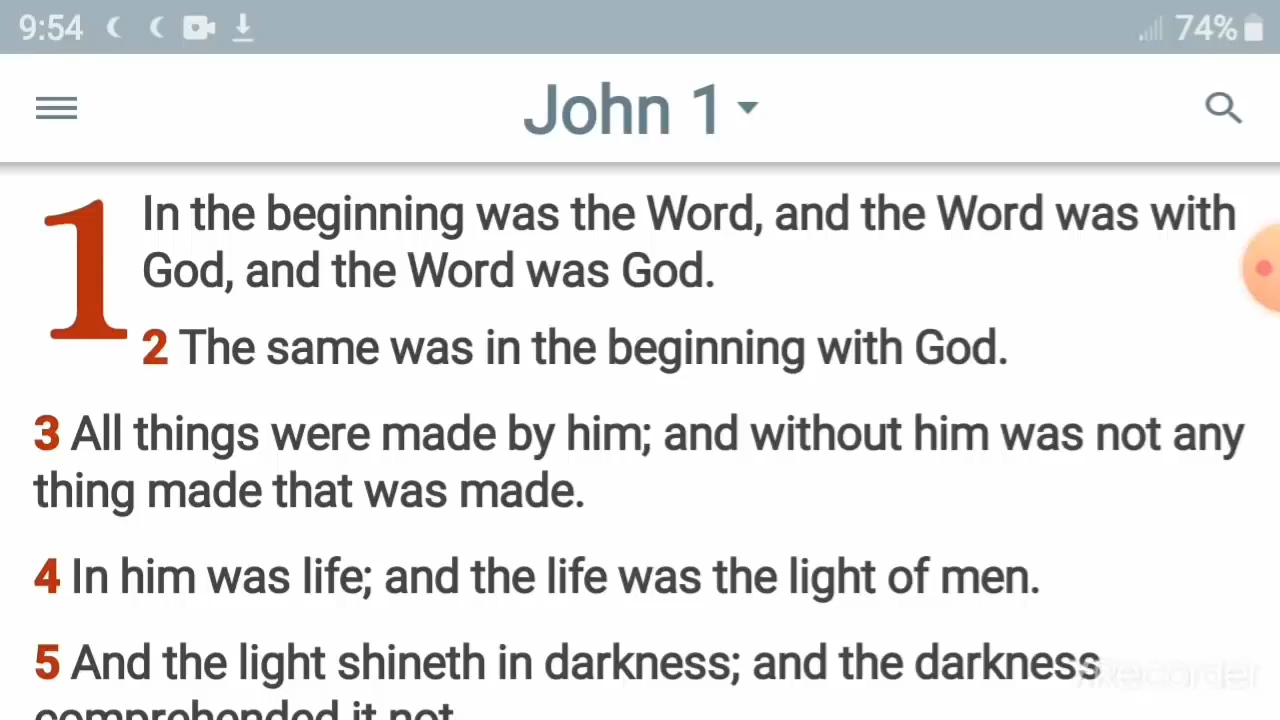 9:54 74%
John 1
1 In the beginning was the Word, and the Word was with
God, and the Word was God.
2 The same was in the beginning with God.
3 All things were made by him; and without him was not any
thing made that was made.
4 In him was life; and the life was the light of men.
5 And the light shineth in darkness; and the darkness
comprehended it not.